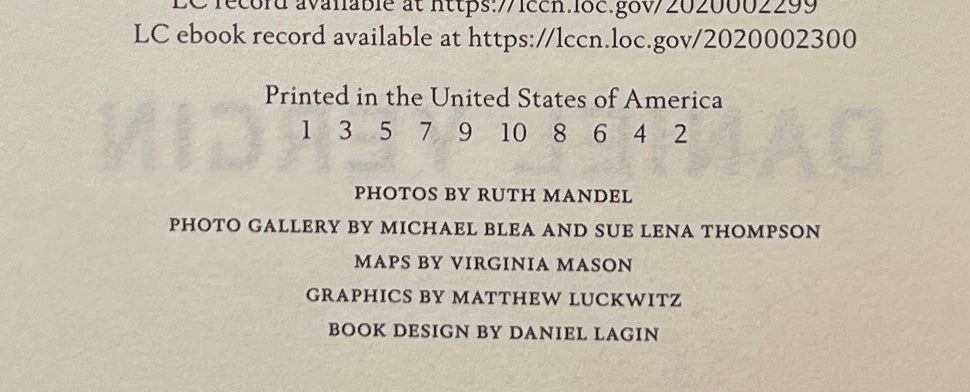 LC record available at https://lccn.loc.gov/2020002299
LC ebook record available at https://lccn.loc.gov/2020002300
Printed in the United States of America
1 3 5 7 9 10 8 6 4 2
PHOTOS BY RUTH MANDEL
PHOTO GALLERY BY MICHAEL BLEA AND SUE LENA THOMPSON
MAPS BY VIRGINIA MASON
GRAPHICS BY MATTHEW LUCKWITZ
BOOK DESIGN BY DANIEL LAGIN
DANIEL YERGIN